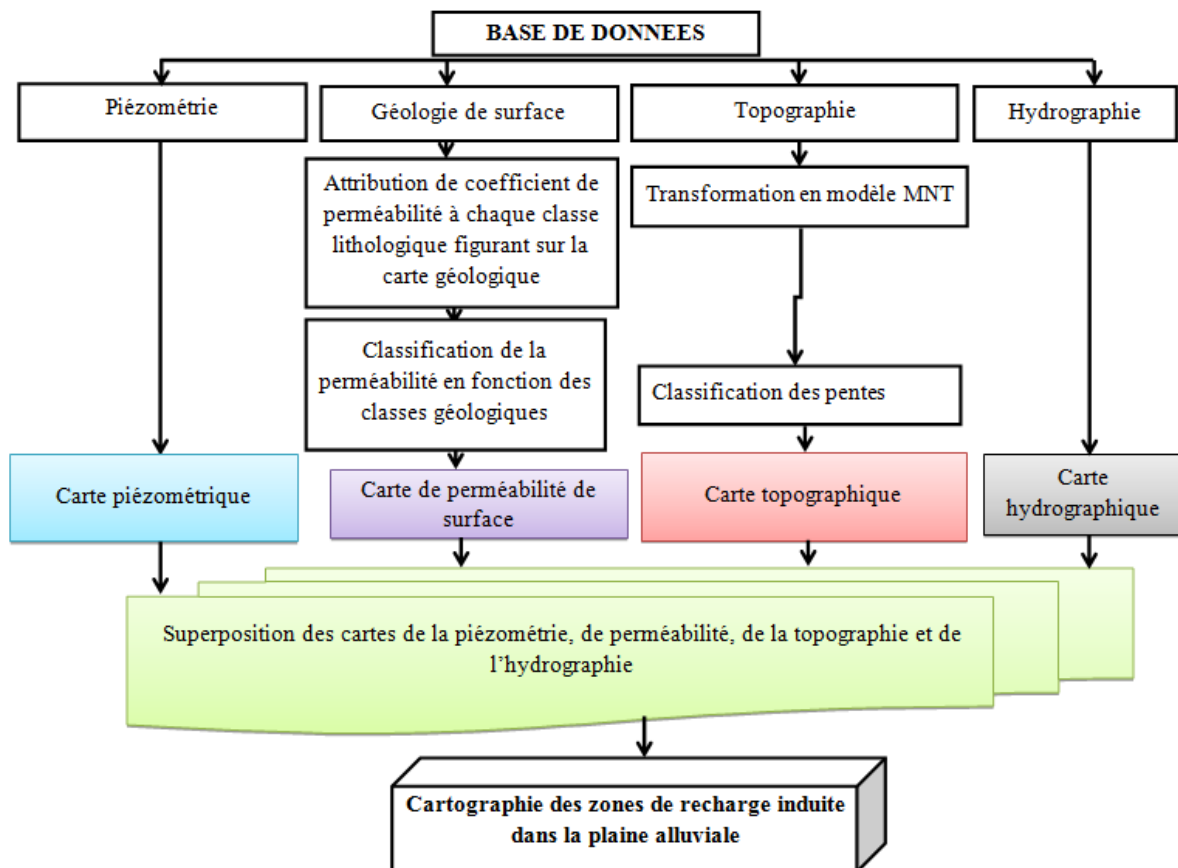 BASE DE DONNEES
Piézométrie
Géologie de surface
Topographie
Hydrographie
Attribution de coefficient de
perméabilité à chaque classe
lithologique figurant sur la
carte géologique
Transformation en modèle MNT
Classification de la
perméabilité en fonction des
classes géologiques
Classification des pentes
Carte piézométrique
Carte de perméabilité de
surface
Carte topographique
Carte
hydrographique
Superposition des cartes de la piézométrie, de perméabilité, de la topographie et de
l’hydrographie
Cartographie des zones de recharge induite
dans la plaine alluviale